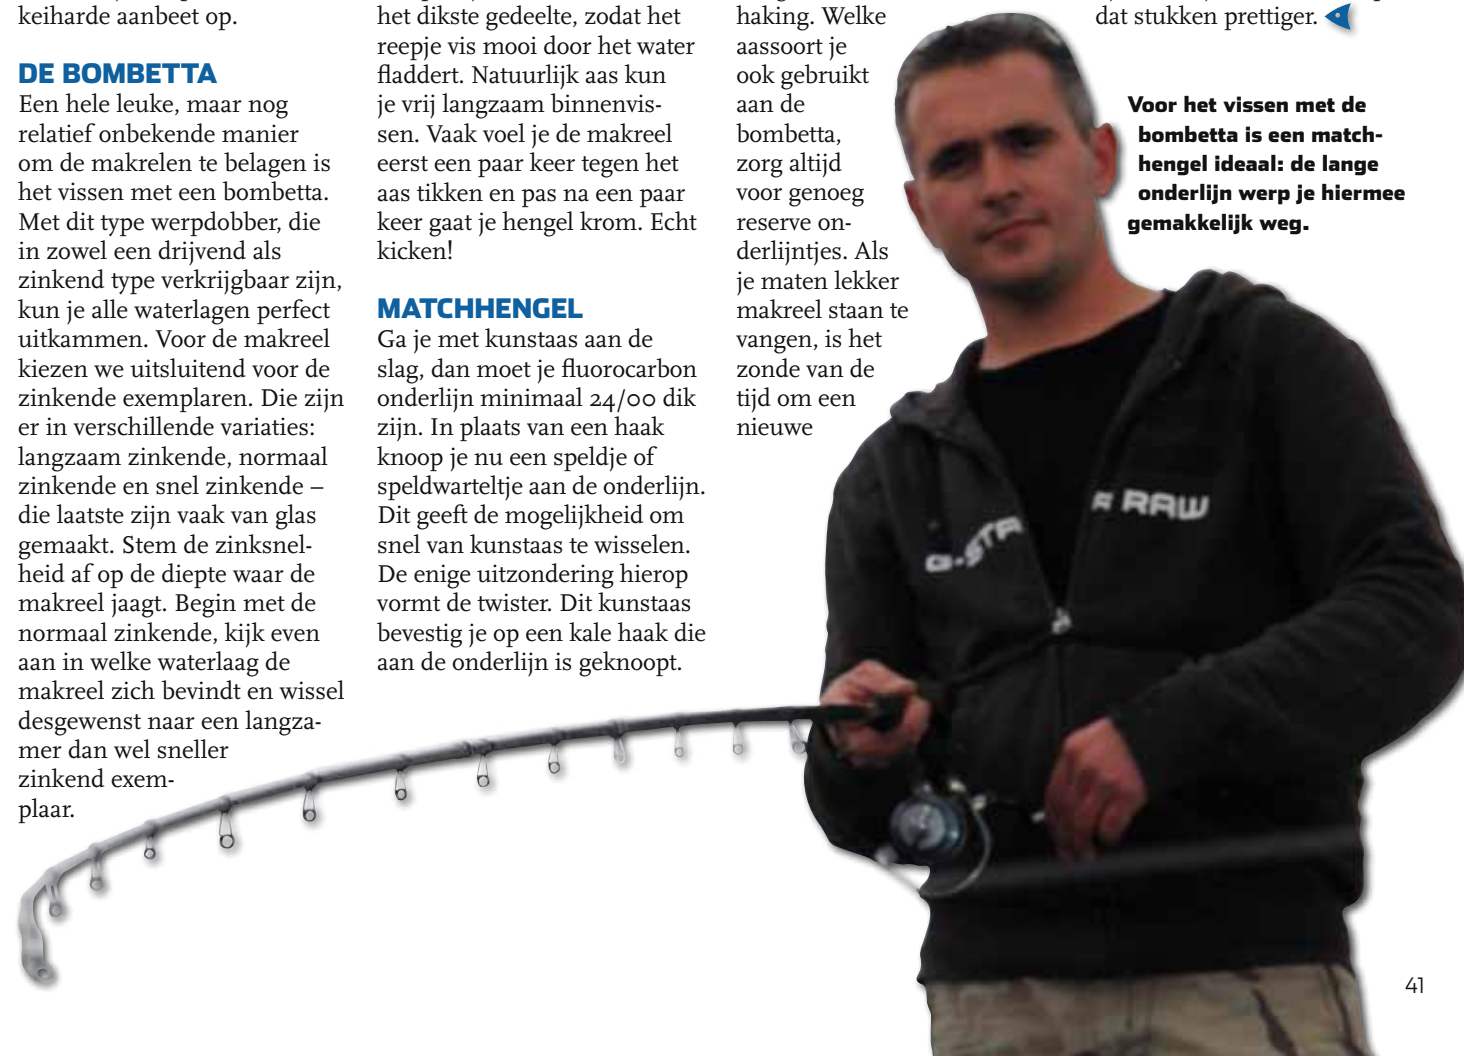 keiharde aanbeet op.
DE BOMBETTA
Een hele leuke, maar nog
relatief onbekende manier
om de makrelen te belagen is
het vissen met een bombetta.
Met dit type werpdobber, die
in zowel een drijvend als
zinkend type verkrijgbaar zijn,
kun je alle waterlagen perfect
uitkammen. Voor de makreel
kiezen we uitsluitend voor de
zinkende exemplaren. Die zijn
er in verschillende variaties:
langzaam zinkende, normaal
zinkende en snel zinkende –
die laatste zijn vaak van glas
gemaakt. Stem de zinksnel-
heid af op de diepte waar de
makreel jaagt. Begin met de
normaal zinkende, kijk even
aan in welke waterlaag de
makreel zich bevindt en wissel
desgewenst naar een langza-
mer dan wel sneller
zinkend exem-
plaar.
het dikste gedeelte, zodat het
reepje vis mooi door het water
fladdert. Natuurlijk aas kun
je vrij langzaam binnenvis-
sen. Vaak voel je de makreel
eerst een paar keer tegen het
aas tikken en pas na een paar
keer gaat je hengel krom. Echt
kicken!
MATCHHENGEL
Ga je met kunstaas aan de
slag, dan moet je fluorocarbon
onderlijn minimaal 24/00 dik
zijn. In plaats van een haak
knoop je nu een speldje of
speldwarteltje aan de onderlijn.
Dit geeft de mogelijkheid om
snel van kunstaas te wisselen.
De enige uitzondering hierop
vormt de twister. Dit kunstaas
bevestig je op een kale haak die
aan de onderlijn is geknoopt.
haking. Welke
aassoort je
ook gebruikt
aan de
bombetta,
zorg altijd
voor genoeg
reserve on-
derlijntjes. Als
je maten lekker
makreel staan te
vangen, is het
zonde van de
tijd om een
nieuwe
dat stukken prettiger.
Voor het vissen met de
bombetta is een match-
hengel ideaal: de lange
onderlijn werp je hiermee
gemakkelijk weg.
G-STAR RAW
41